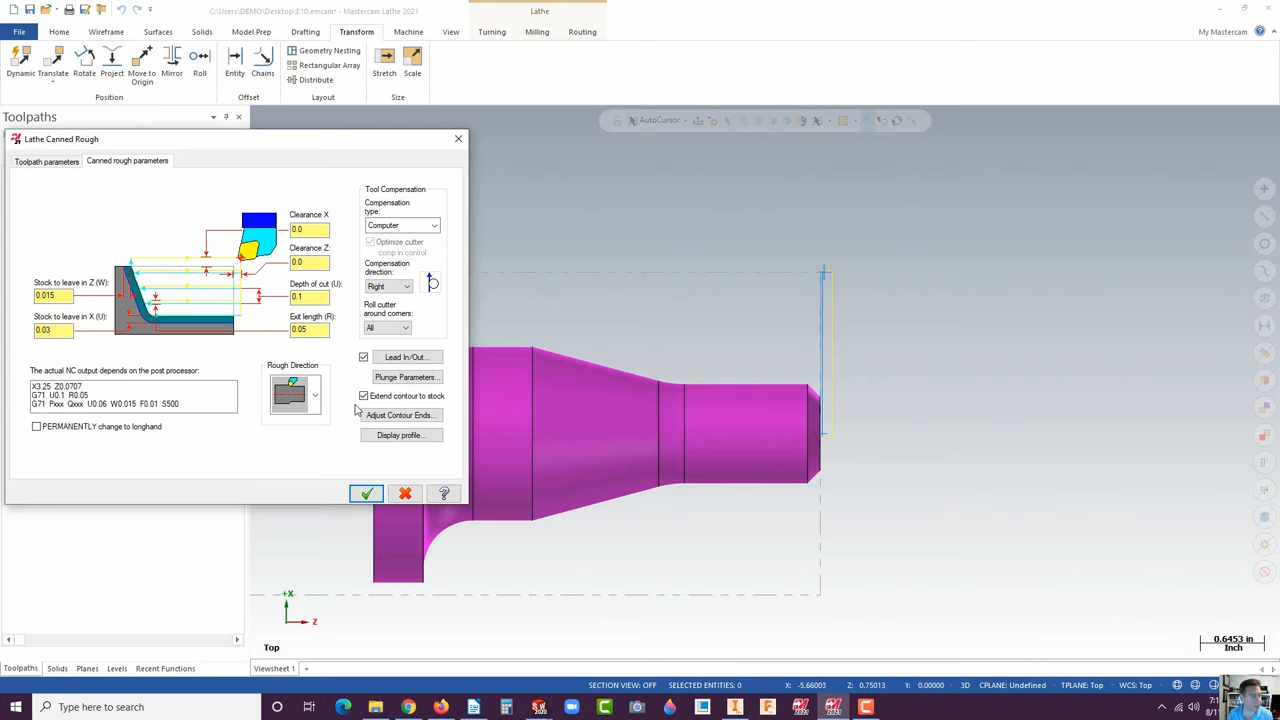 C:\Users\DEMO\Desktop\E10.emcam* - Mastercam Lathe 2021
Lathe
File Home Wireframe Surfaces Solids Model Prep Drafting Transform Machine View Turning Milling Routing My Mastercam
Dynamic Translate Rotate Project Move to Origin Mirror Roll Entity Chains Geometry Nesting Stretch Scale
Rectangular Array
Distribute
Position Offset Layout Size
Toolpaths
AutoCursor
Lathe Canned Rough
Toolpath parameters Canned rough parameters
Tool Compensation
Compensation type:
Computer
Optimize cutter comp in control
Compensation direction:
Right
Roll cutter around corners:
All
Clearance X
0.0
Clearance Z:
0.0
Depth of cut (U):
0.1
Exit length (R):
0.05
Stock to leave in Z (W)
0.015
Stock to leave in X (U):
0.03
Lead In/Out...
Plunge Parameters...
Extend contour to stock
Adjust Contour Ends...
Display profile...
Rough Direction
The actual NC output depends on the post processor:
X3.25 Z0.0707
G71 U0.1 R0.05
G71 Pxxx Qxxx U0.06 W0.015 F0.01 S500
PERMANENTLY change to longhand
+X
Z
Top
0.6453 in
Inch
Toolpaths Solids Planes Levels Recent Functions
Viewsheet 1 +
SECTION VIEW: OFF SELECTED ENTITIES: 0 X: -5.66003 Z: 0.75013 Y: 0.00000 3D CPLANE: Undefined TPLANE: Top WCS: Top
Type here to search
7:1
8/1